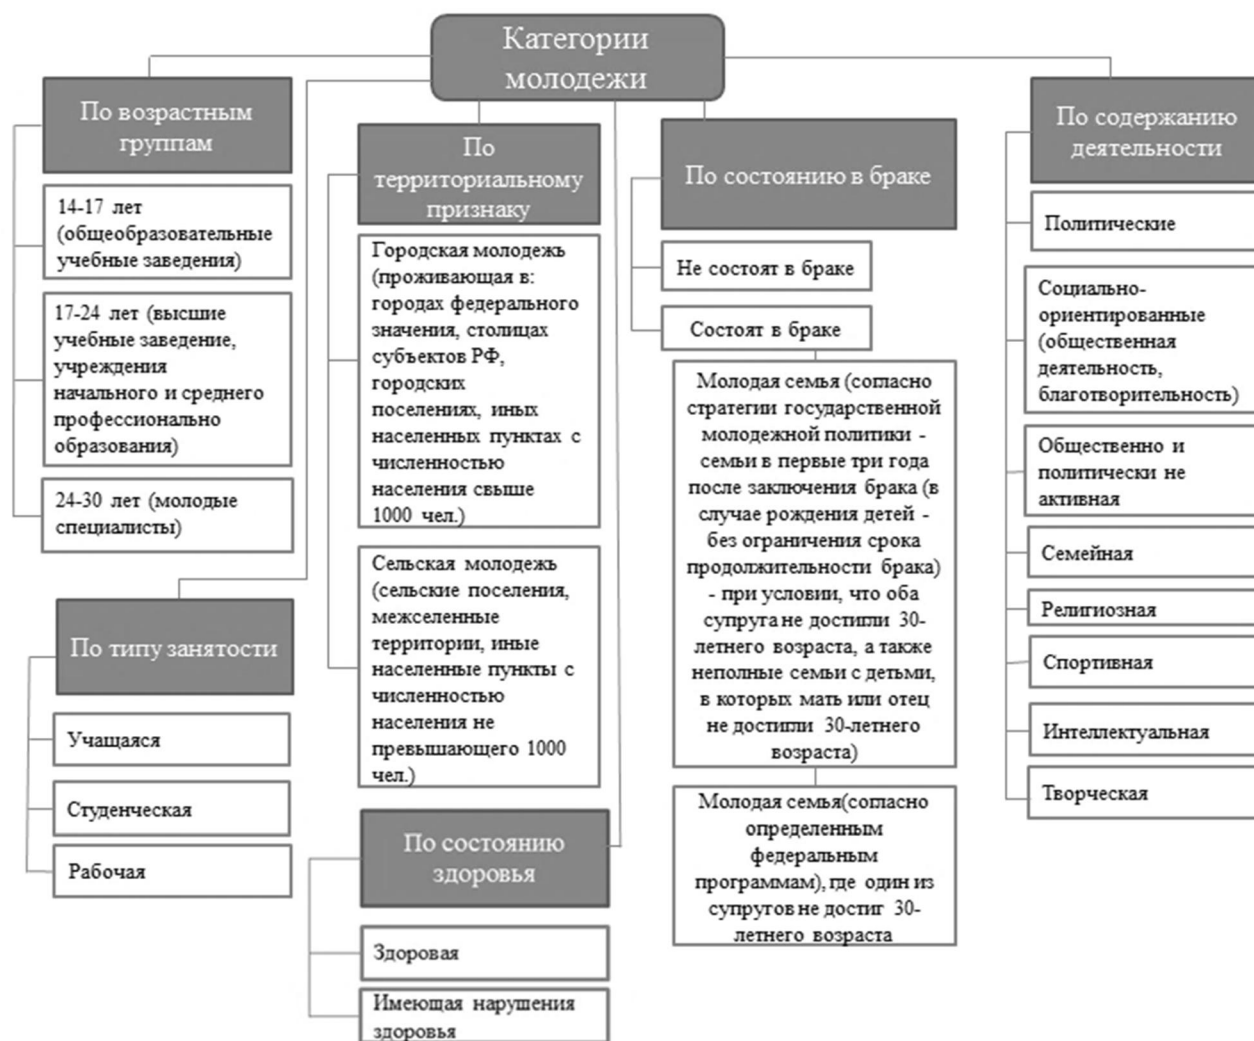 Категории
молодежи
По возрастным
группам
14-17 лет
(общеобразовательные
учебные заведения)
17-24 лет (высшие
учебные заведение,
учреждения
начального и среднего
профессионально
образования)
24-30 лет (молодые
специалисты)
По типу занятости
Учащаяся
Студенческая
Рабочая
По
территориальному
признаку
Городская молодежь
(проживающая в:
городах федерального
значения, столицах
субъектов РФ,
городских
поселениях, иных
населенных пунктах с
численностью
населения свыше
1000 чел.)
Сельская молодежь
(сельские поселения,
межселенные
территории, иные
населенные пункты с
численностью
населения не
превышающего 1000
чел.)
По состоянию
здоровья
Здоровая
Имеющая нарушения
здоровья
По состоянию в браке
Не состоят в браке
Состоят в браке
Молодая семья (согласно
стратегии государственной
молодежной политики -
семьи в первые три года
после заключения брака (в
случае рождения детей -
без ограничения срока
продолжительности брака)
- при условии, что оба
супруга не достигли 30-
летнего возраста, а также
неполные семьи с детьми,
в которых мать или отец
не достигли 30-летнего
возраста)
Молодая семья(согласно
определенным
федеральным
программам), где один из
супругов не достиг 30-
летнего возраста
По содержанию
деятельности
Политические
Социально-
ориентированные
(общественная
деятельность,
благотворительность)
Общественно и
политически не
активная
Семейная
Религиозная
Спортивная
Интеллектуальная
Творческая